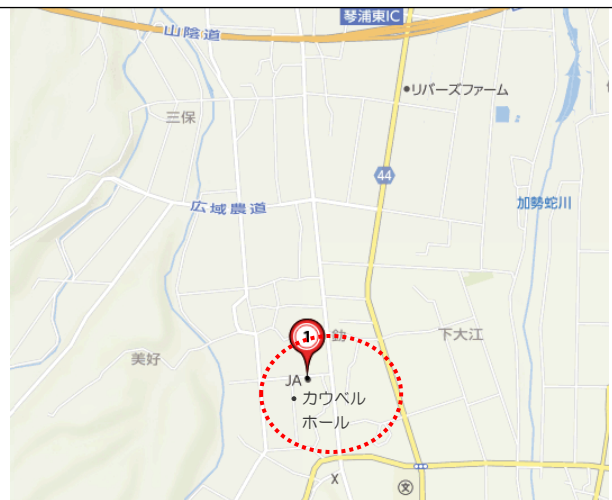 琴浦東IC
山陰道
リバーズファーム
三保
44
広域農道
加勢蛇川
1
下大江
美好
JA
カウベル
ホール
X
文